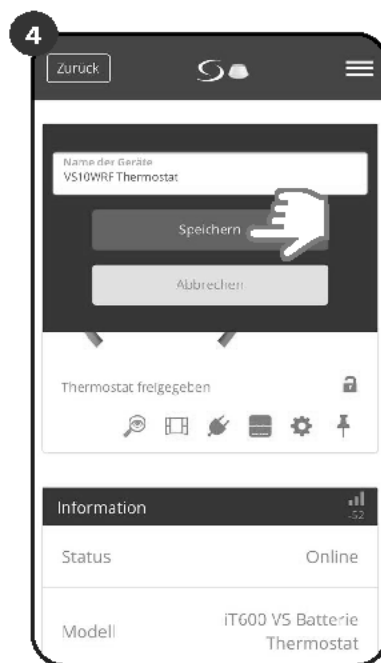 4
Zurück
Name der Geräte
VS10WRF Thermostat
Speichern
Abbrechen
Thermostat freigegeben
Information
-52
Status Online
Modell iT600 VS Batterie
Thermostat